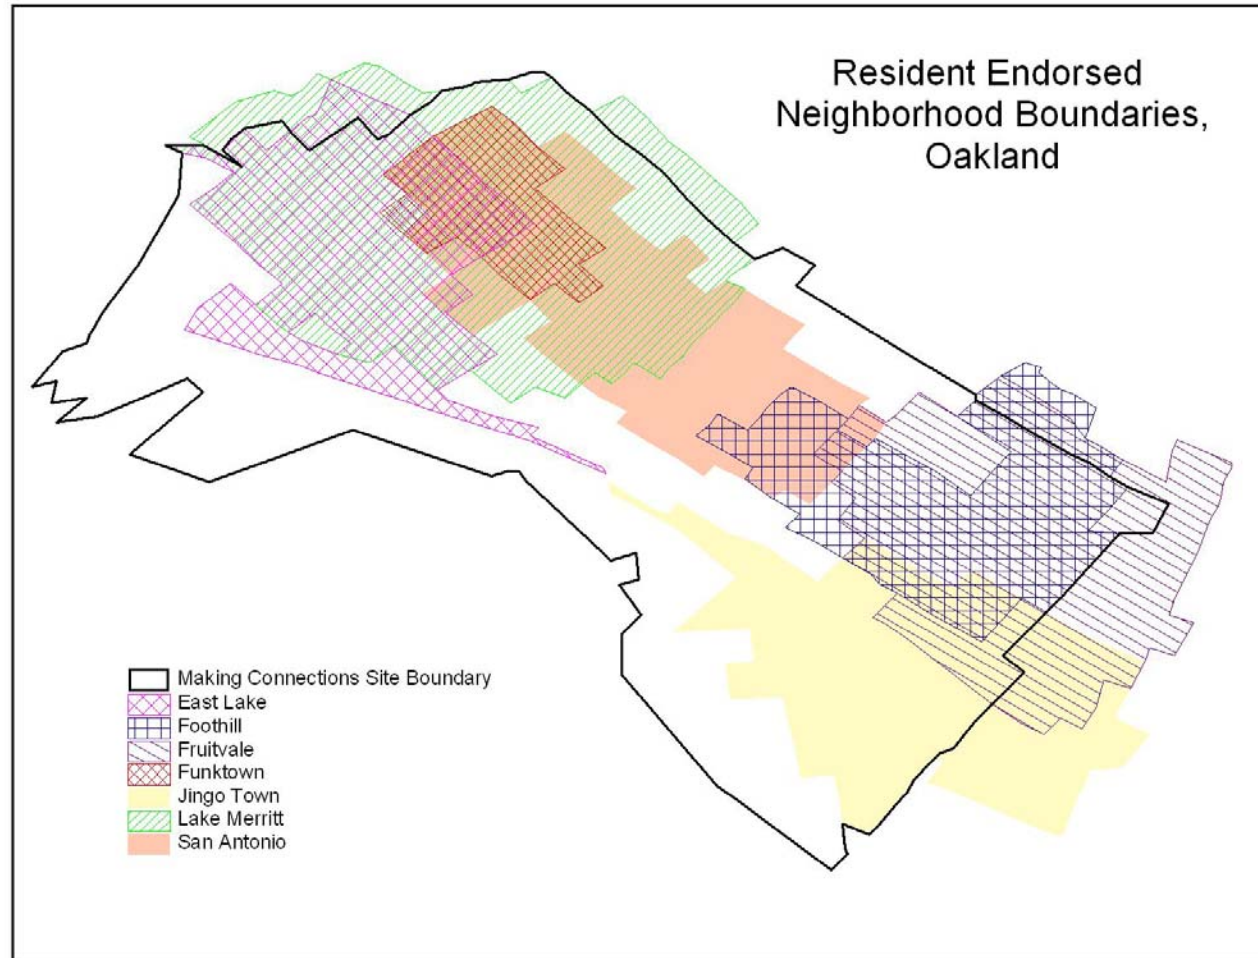 Resident Endorsed
Neighborhood Boundaries,
Oakland
Making Connections Site Boundary
East Lake
Foothill
Fruitvale
Funktown
Jingo Town
Lake Merritt
San Antonio